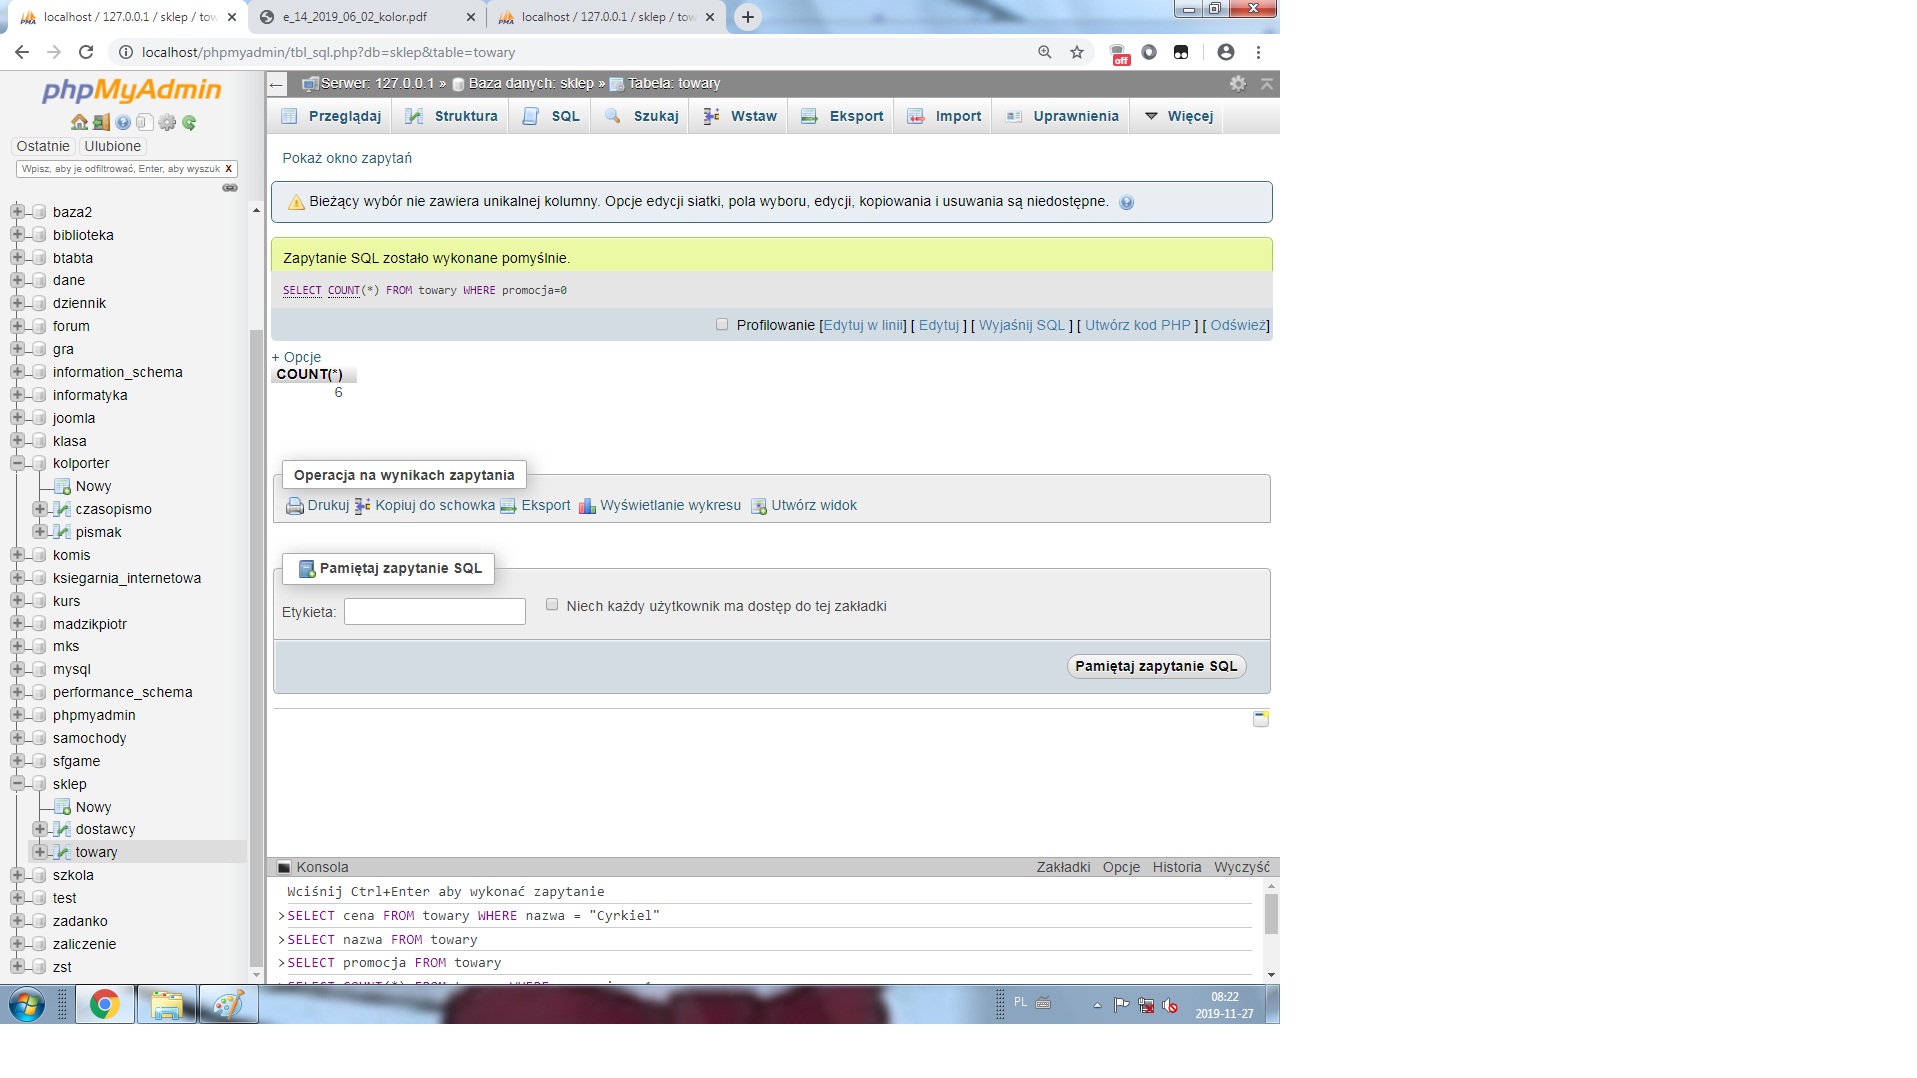 localhost / 127.0.0.1 / sklep / tow
e_14_2019_06_02_kolor.pdf
localhost / 127.0.0.1 / sklep / tow
localhost/phpmyadmin/tbl_sql.php?db=sklep&table=towary
off
phpMyAdmin
Ostatnie
Ulubione
Wpisz, aby je odfiltrować, Enter, aby wyszuk X
baza2
biblioteka
btabta
dane
dziennik
forum
gra
information_schema
informatyka
joomla
klasa
kolporter
Nowy
czasopismo
pismak
komis
ksiegarnia_internetowa
kurs
madzikpiotr
mks
mysql
performance_schema
phpmyadmin
samochody
sfgame
sklep
Nowy
dostawcy
towary
szkola
test
zadanko
zaliczenie
zst
Serwer: 127.0.0.1 » Baza danych: sklep » Tabela: towary
Przeglądaj Struktura SQL Szukaj Wstaw Eksport Import Uprawnienia Więcej
Pokaż okno zapytań
Bieżący wybór nie zawiera unikalnej kolumny. Opcje edycji siatki, pola wyboru, edycji, kopiowania i usuwania są niedostępne.
Zapytanie SQL zostało wykonane pomyślnie.
SELECT COUNT(*) FROM towary WHERE promocja=0
Profilowanie [Edytuj w linii] [ Edytuj ] [ Wyjaśnij SQL ] [ Utwórz kod PHP ] [ Odśwież]
+ Opcje
COUNT(*)
6
Operacja na wynikach zapytania
Drukuj Kopiuj do schowka Eksport Wyświetlanie wykresu Utwórz widok
Pamiętaj zapytanie SQL
Etykieta: Niech każdy użytkownik ma dostęp do tej zakładki
Pamiętaj zapytanie SQL
Konsola Zakładki Opcje Historia Wyczyść
Wciśnij Ctrl+Enter aby wykonać zapytanie
>SELECT cena FROM towary WHERE nazwa = "Cyrkiel"
>SELECT nazwa FROM towary
>SELECT promocja FROM towary
PL
08:22
2019-11-27